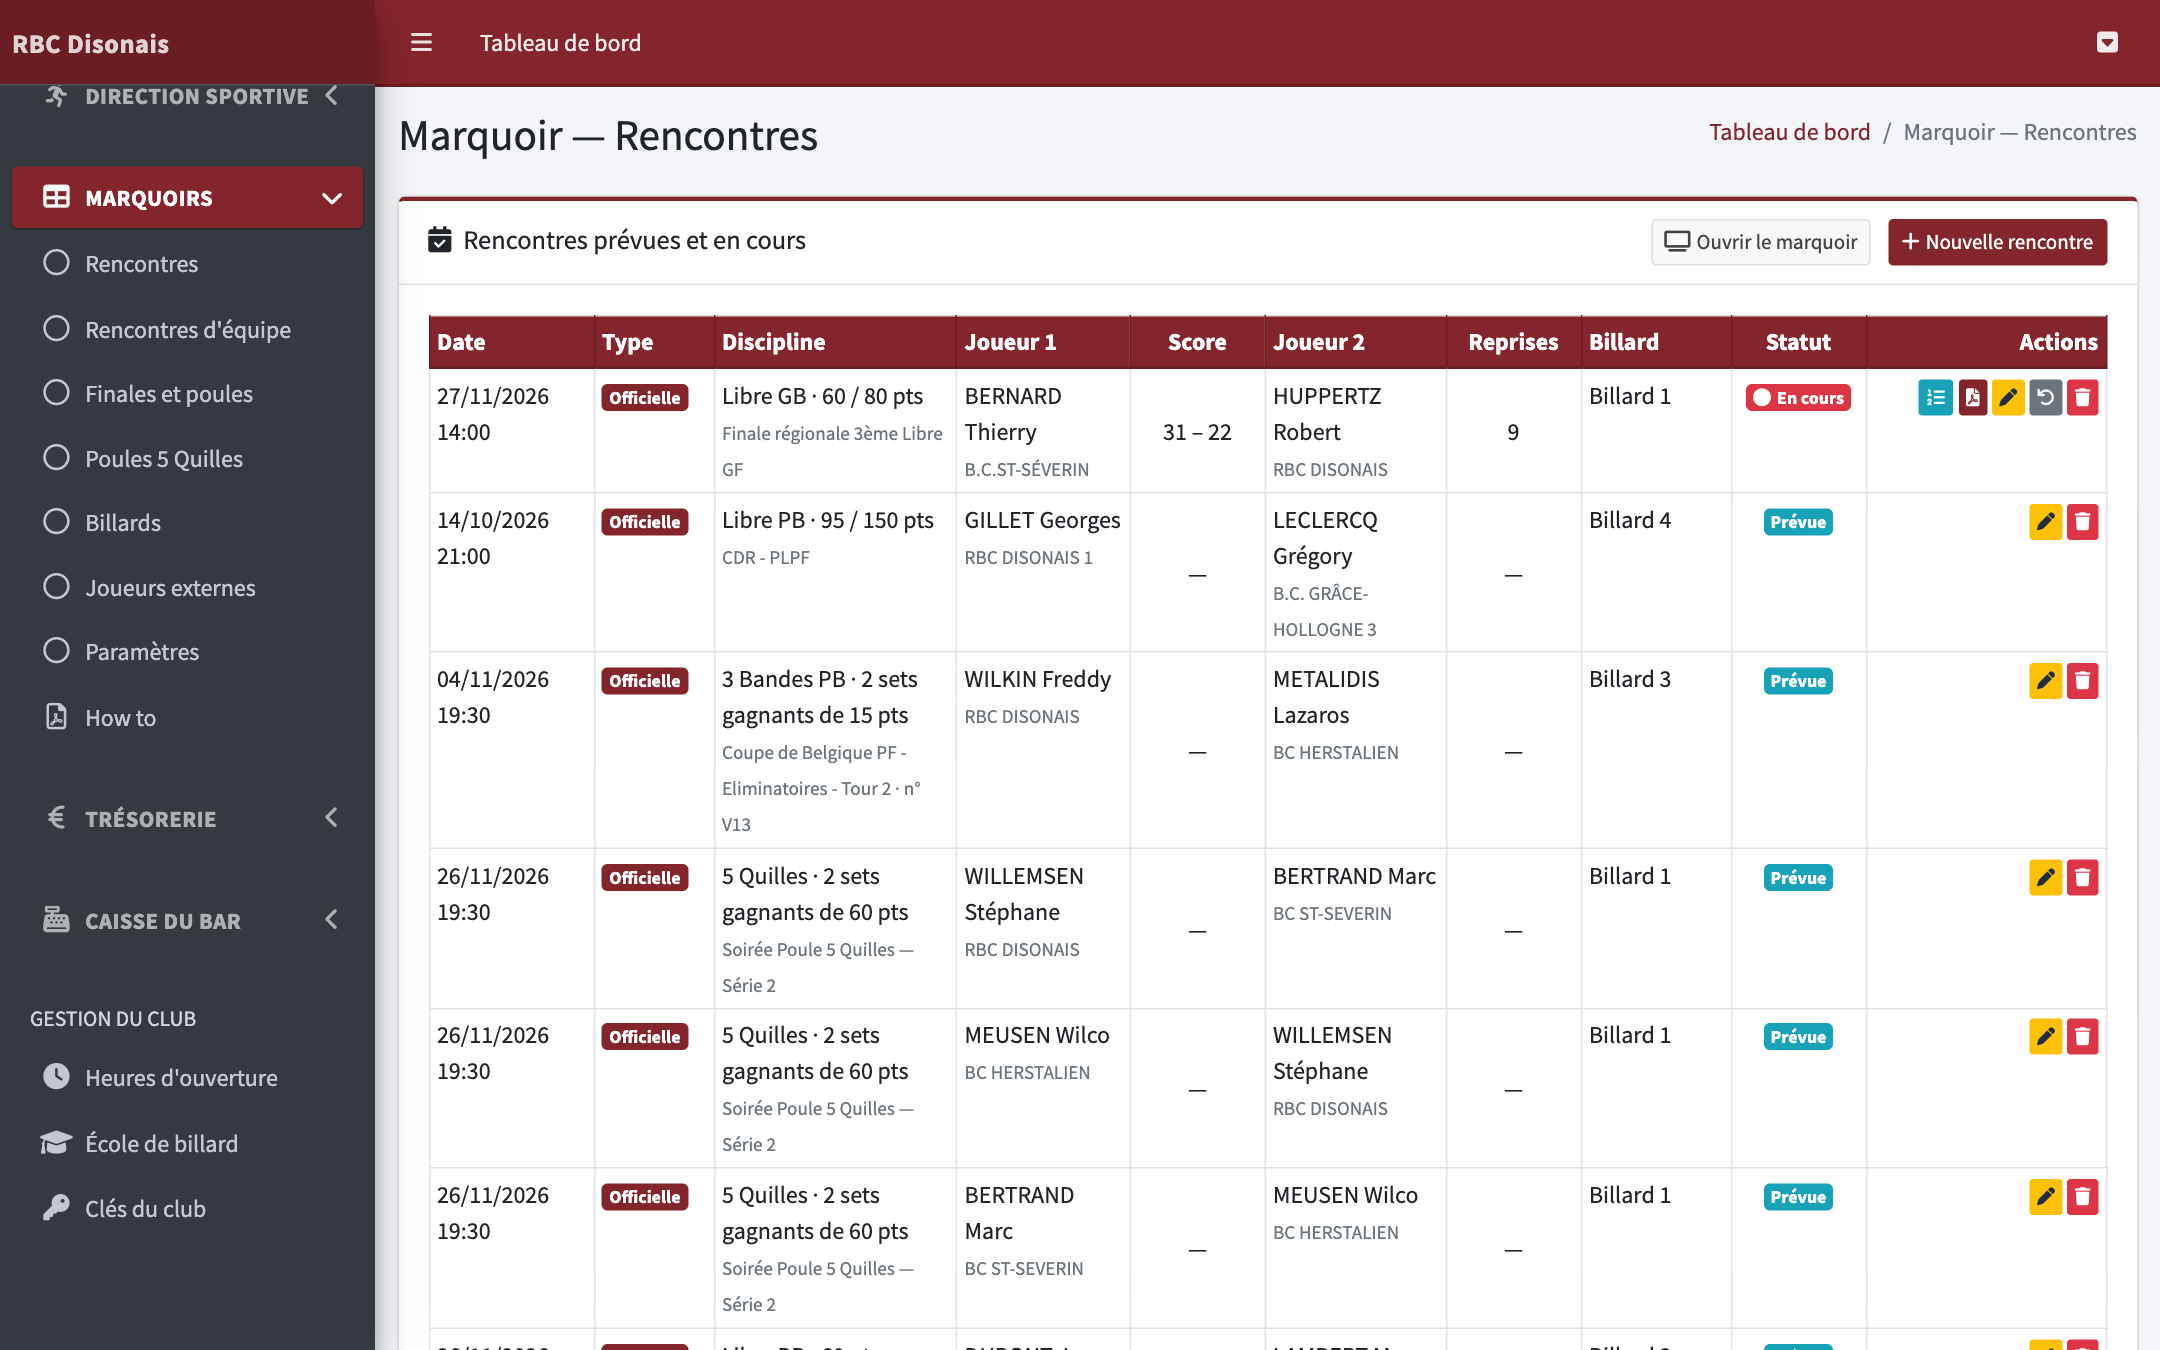 RBC Disonais
Tableau de bord
DIRECTION SPORTIVE
MARQUOIRS
Rencontres
Rencontres d'équipe
Finales et poules
Poules 5 Quilles
Billards
Joueurs externes
Paramètres
How to
TRÉSORERIE
CAISSE DU BAR
GESTION DU CLUB
Heures d'ouverture
École de billard
Clés du club
Marquoir — Rencontres
Tableau de bord / Marquoir — Rencontres
Rencontres prévues et en cours
Ouvrir le marquoir
+ Nouvelle rencontre
Date Type Discipline Joueur 1 Score Joueur 2 Reprises Billard Statut Actions
27/11/2026 Officielle Libre GB · 60 / 80 pts BERNARD HUPPERTZ Billard 1 En cours
14:00 Finale régionale 3ème Libre Thierry 31 – 22 Robert 9
GF B.C.ST-SÉVERIN RBC DISONAIS
14/10/2026 Officielle Libre PB · 95 / 150 pts GILLET Georges LECLERCQ Billard 4 Prévue
21:00 CDR - PLPF RBC DISONAIS 1 — Grégory —
B.C. GRÂCE-
HOLLOGNE 3
04/11/2026 Officielle 3 Bandes PB · 2 sets WILKIN Freddy METALIDIS Billard 3 Prévue
19:30 gagnants de 15 pts RBC DISONAIS Lazaros
Coupe de Belgique PF - — BC HERSTALIEN —
Eliminatoires - Tour 2 · n°
V13
26/11/2026 Officielle 5 Quilles · 2 sets WILLEMSEN BERTRAND Marc Billard 1 Prévue
19:30 gagnants de 60 pts Stéphane — BC ST-SEVERIN —
Soirée Poule 5 Quilles — RBC DISONAIS
Série 2
26/11/2026 Officielle 5 Quilles · 2 sets MEUSEN Wilco WILLEMSEN Billard 1 Prévue
19:30 gagnants de 60 pts BC HERSTALIEN — Stéphane —
Soirée Poule 5 Quilles — RBC DISONAIS
Série 2
26/11/2026 Officielle 5 Quilles · 2 sets BERTRAND MEUSEN Wilco Billard 1 Prévue
19:30 gagnants de 60 pts Marc — BC HERSTALIEN —
Soirée Poule 5 Quilles — BC ST-SEVERIN
Série 2